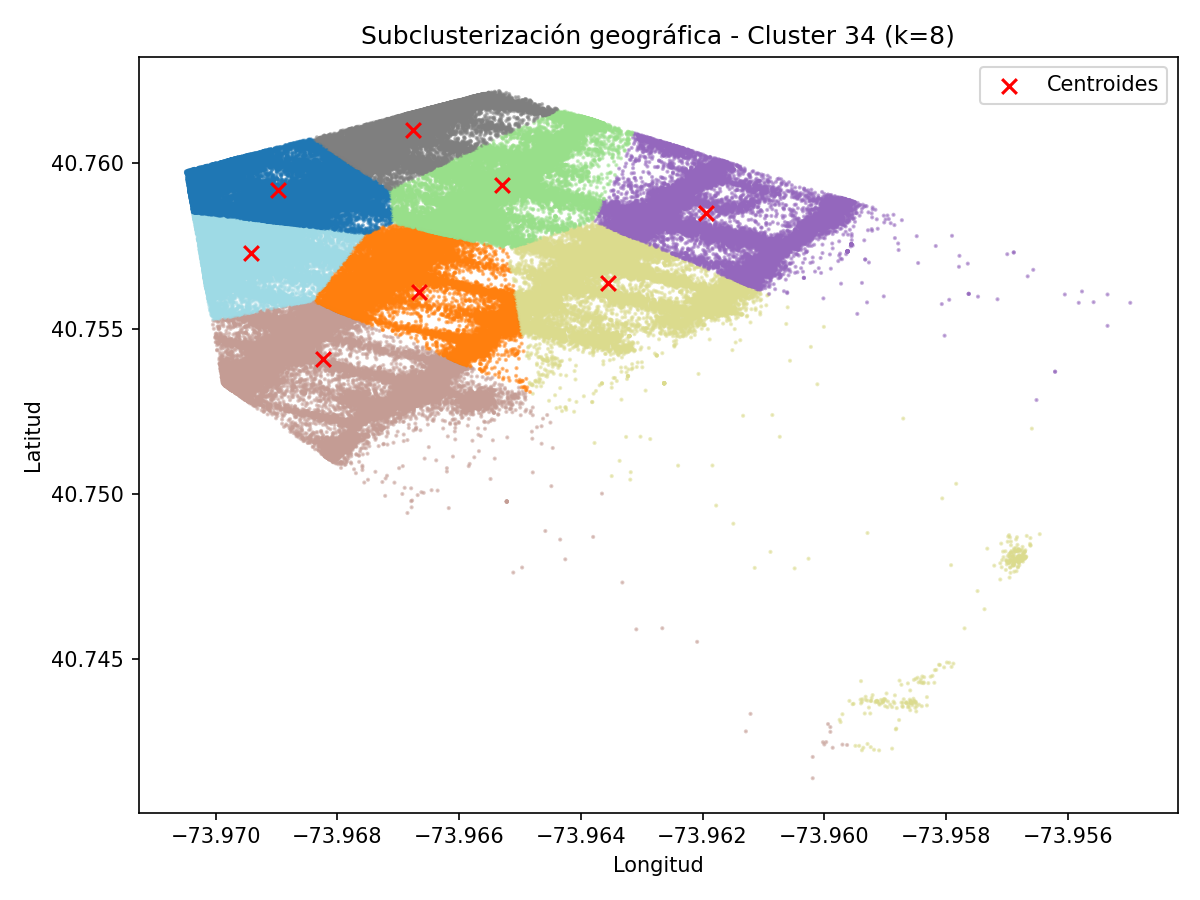 Subclusterización geográfica - Cluster 34 (k=8)
Centroides
40.760
40.755
40.750
40.745
Latitud
−73.970 −73.968 −73.966 −73.964 −73.962 −73.960 −73.958 −73.956
Longitud